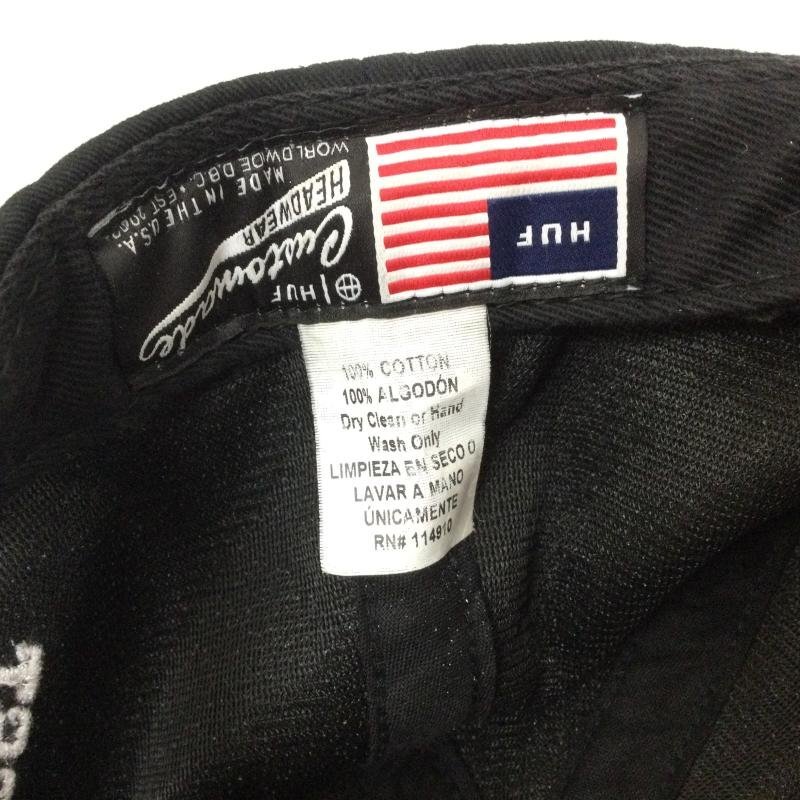 HUF
HUF
Customade
HEADWEAR
MADE IN THE U.S.A.
WORLDWIDE D.B.C. EST 2002
100% COTTON
100% ALGODÓN
Dry Clean or Hand
Wash Only
LIMPIEZA EN SECO O
LAVAR A MANO
ÚNICAMENTE
RN# 114910